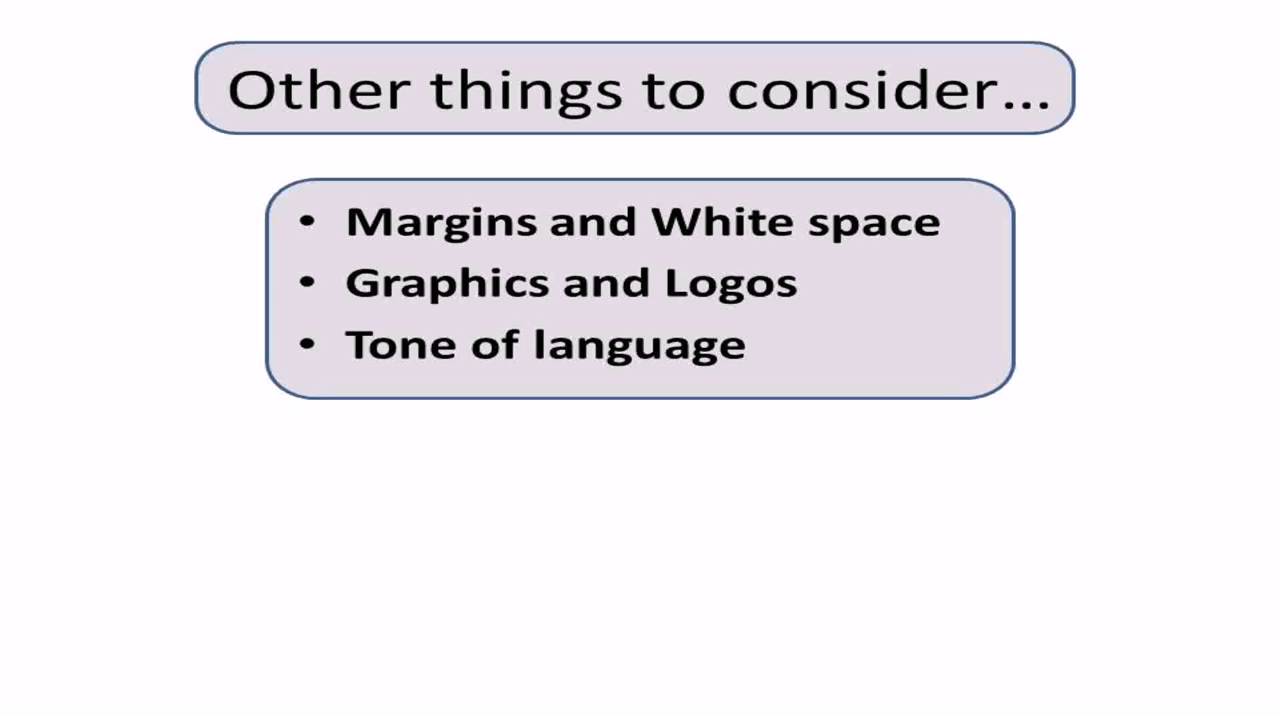 Other things to consider…
• Margins and White space
• Graphics and Logos
• Tone of language